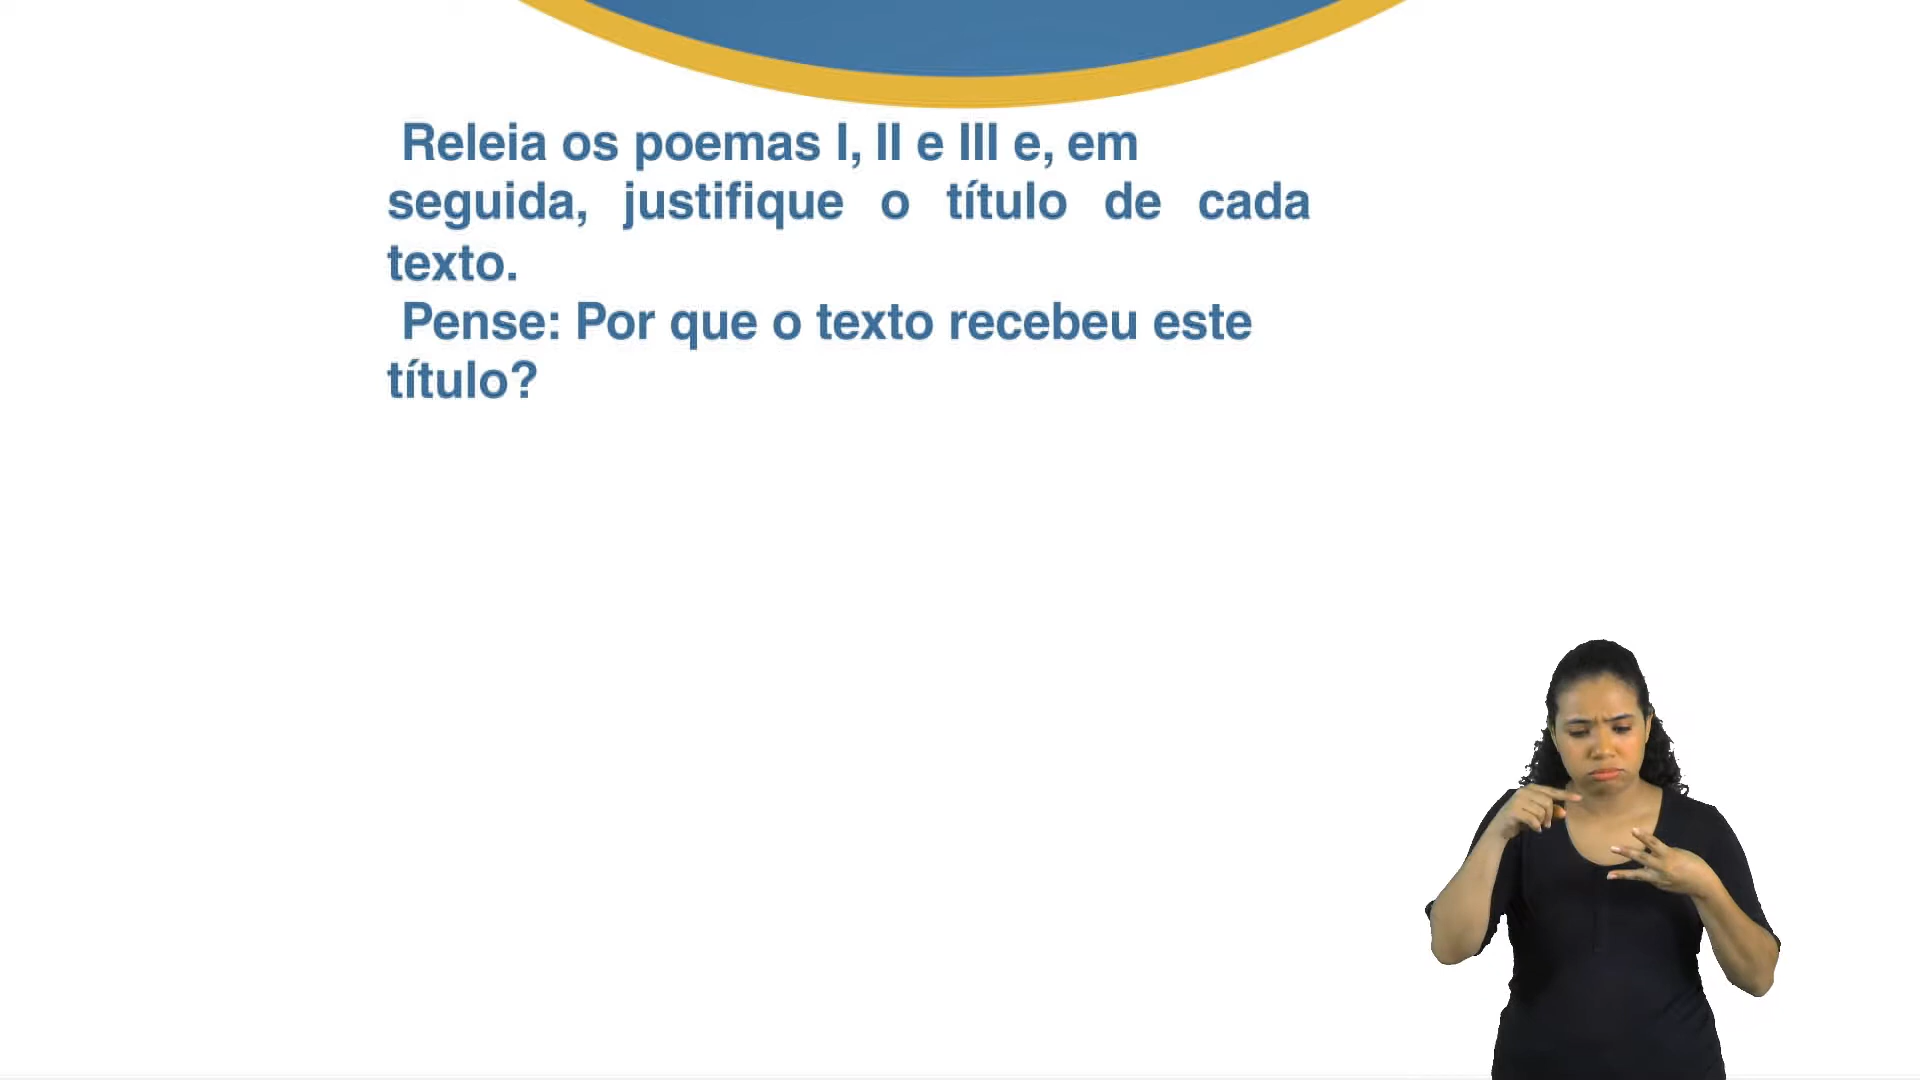 Releia os poemas I, II e III e, em
seguida, justifique o título de cada
texto.
Pense: Por que o texto recebeu este
título?